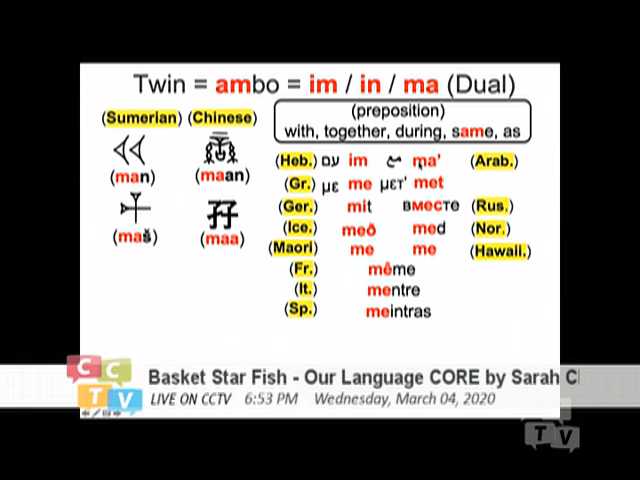 Twin = ambo = im / in / ma (Dual)
(Sumerian) (Chinese)
(preposition)
with, together, during, same, as
(man) (maan)
(maš) (maa)
孖
(Heb.) עם im مع ma' (Arab.)
(Gr.) με me μετ' met
(Ger.) mit вместе (Rus.)
(Ice.) með med (Nor.)
(Maori) me me (Hawaii.)
(Fr.) même
(It.) mentre
(Sp.) meintras
CCTV
Basket Star Fish - Our Language CORE by Sarah C
LIVE ON CCTV 6:53 PM Wednesday, March 04, 2020
TV